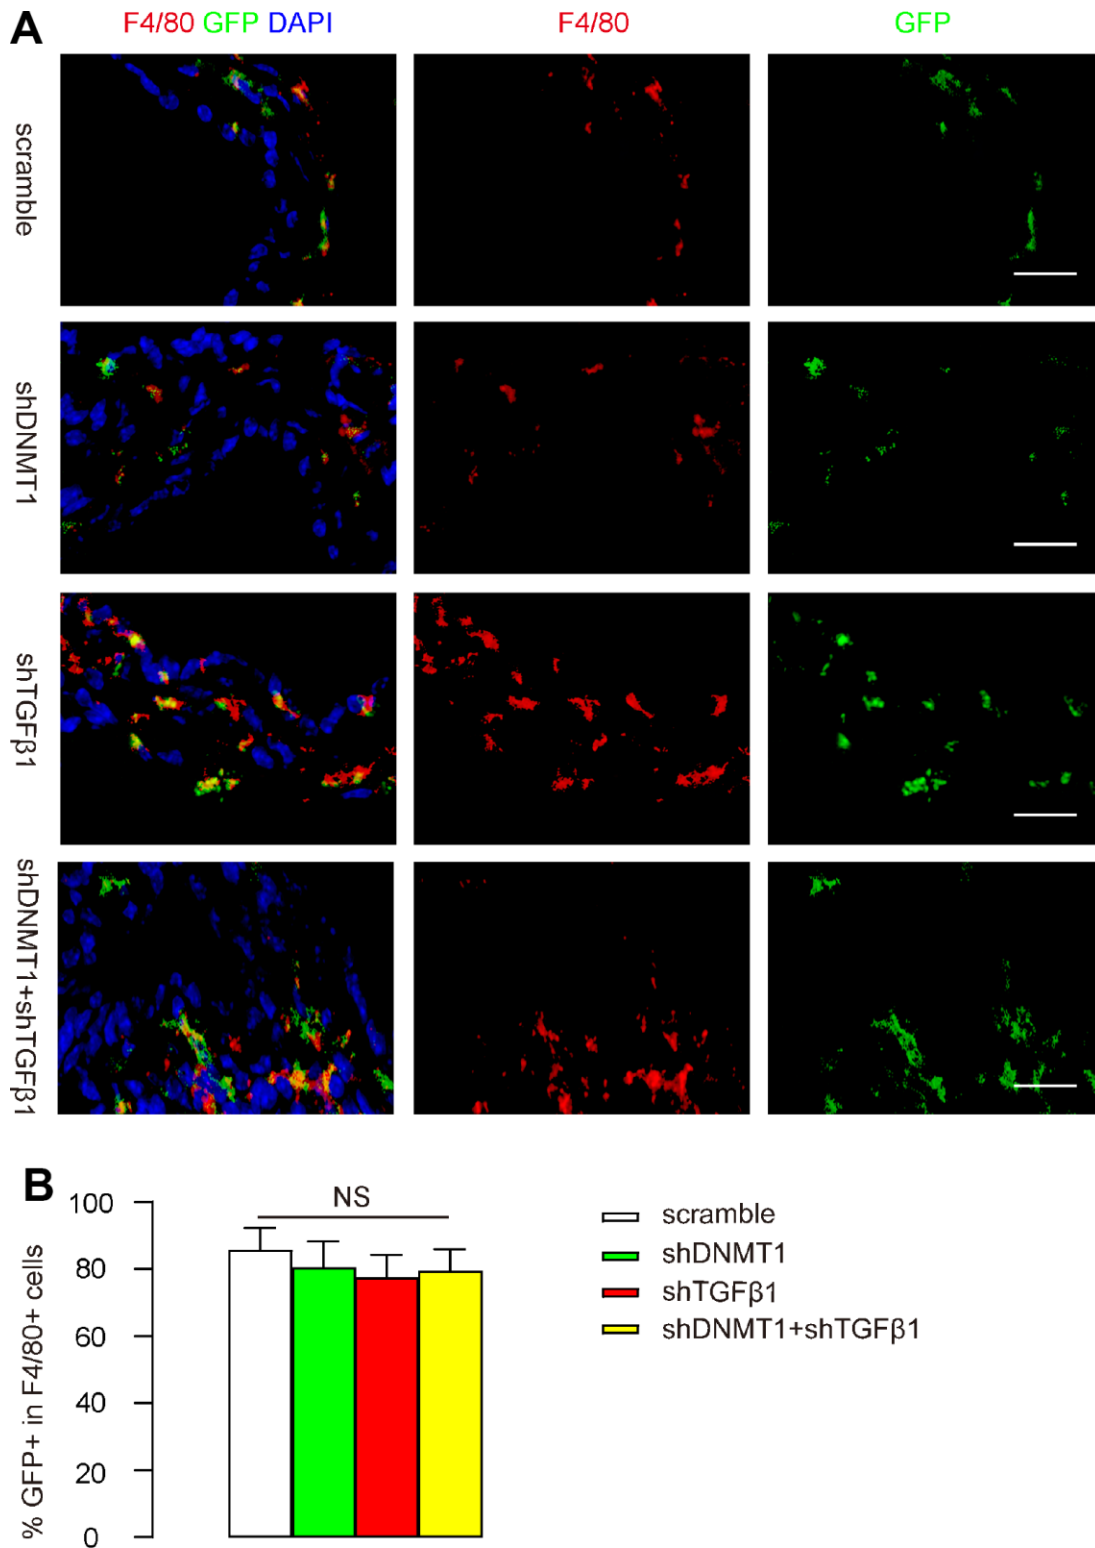 A
F4/80 GFP DAPI
F4/80
GFP
scramble
shDNMT1
shTGFβ1
shDNMT1+shTGFβ1
B
% GFP+ in F4/80+ cells
100
80
60
40
20
0
NS
scramble
shDNMT1
shTGFβ1
shDNMT1+shTGFβ1